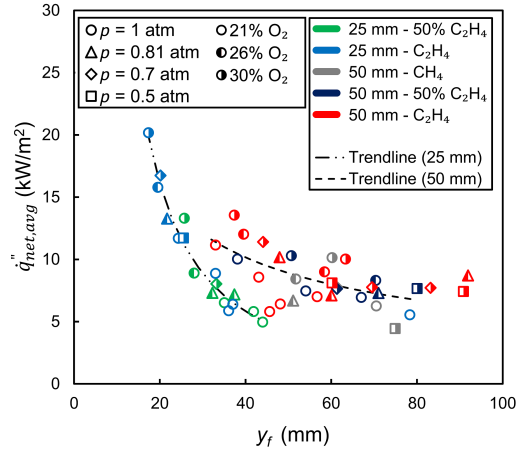 30
25
20
15
10
5
0
0
20
40
60
80
100
q̇"net,avg (kW/m²)
y_f (mm)
p = 1 atm
p = 0.81 atm
p = 0.7 atm
p = 0.5 atm
21% O₂
26% O₂
30% O₂
25 mm - 50% C₂H₄
25 mm - C₂H₄
50 mm - CH₄
50 mm - 50% C₂H₄
50 mm - C₂H₄
Trendline (25 mm)
Trendline (50 mm)